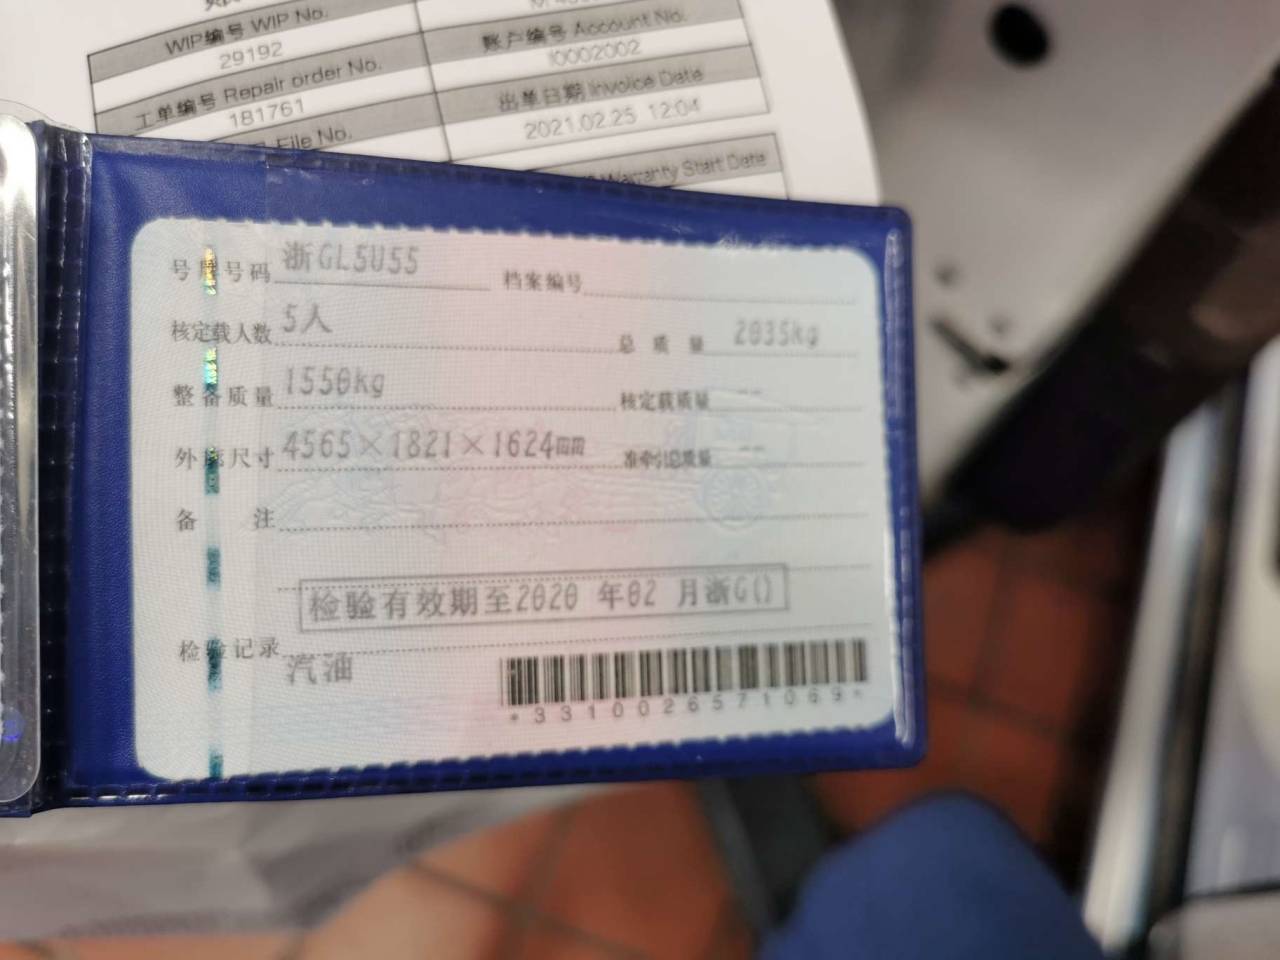 WIP编号 WIP No.
29192
账户编号 Account No.
I0002002
工单编号 Repair order No.
181761
出单日期 Invoice Date
2021.02.25 12:04
File No.
Warranty Start Date
号牌号码 浙GL5U55 档案编号
核定载人数 5人 总质量 2035kg
整备质量 1550kg 核定载质量 --
外廓尺寸 4565×1821×1624mm 准牵引总质量 --
备注
检验有效期至2020 年02 月浙G()
检验记录
汽油
*3310026571069*